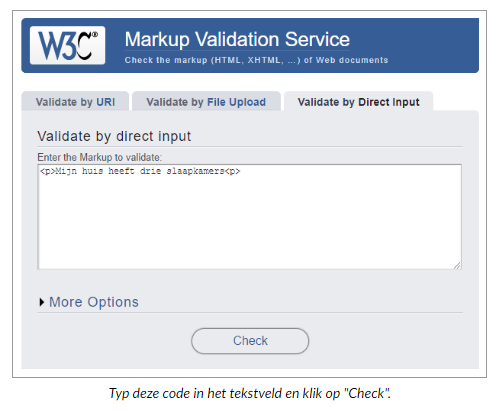 W3C® Markup Validation Service
Check the markup (HTML, XHTML, ...) of Web documents
Validate by URI Validate by File Upload Validate by Direct Input
Validate by direct input
Enter the Markup to validate:
<p>Mijn huis heeft drie slaapkamers<p>
More Options
Check
Typ deze code in het tekstveld en klik op "Check".